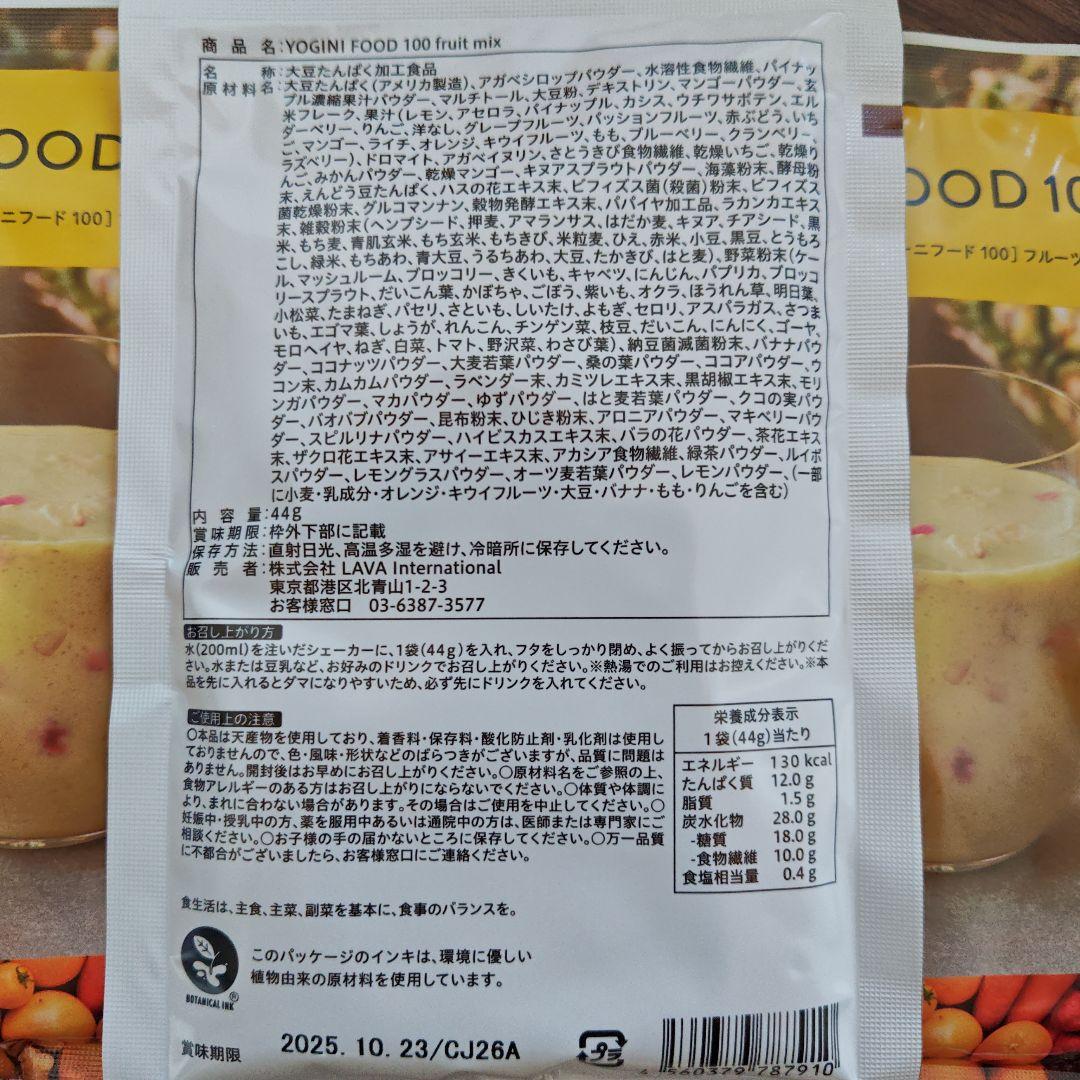 商品名:YOGINI FOOD 100 fruit mix
名称:大豆たんぱく加工食品
原材料名:大豆たんぱく(アメリカ製造)、アガベシロップパウダー、水溶性食物繊維、パイナッ
プル濃縮果汁パウダー、マルチトール、大豆粉、デキストリン、マンゴーパウダー、玄
米フレーク、果汁(レモン、アセロラ、パイナップル、カシス、ウチワサボテン、エル
ダーベリー、りんご、洋なし、グレープフルーツ、パッションフルーツ、赤ぶどう、いち
ご、マンゴー、ライチ、オレンジ、キウイフルーツ、もも、ブルーベリー、クランベリー、
ラズベリー)、ドロマイト、アガベイヌリン、さとうきび食物繊維、乾燥いちご、乾燥り
んご、みかんパウダー、乾燥マンゴー、キヌアスプラウトパウダー、海藻粉末、酵母粉
末、えんどう豆たんぱく、ハスの花エキス末、ビフィズス菌(殺菌)粉末、ビフィズス
菌乾燥粉末、グルコマンナン、穀物発酵エキス末、パパイヤ加工品、ラカンカエキス
末、雑穀粉末(ヘンプシード、押麦、アマランサス、はだか麦、キヌア、チアシード、黒
米、もち麦、青肌玄米、もち玄米、もちきび、米粒麦、ひえ、赤米、小豆、黒豆、とうもろ
こし、緑米、もちあわ、青大豆、うるちあわ、大豆、たかきび、はと麦)、野菜粉末(ケー
ル、マッシュルーム、ブロッコリー、きくいも、キャベツ、にんじん、パプリカ、ブロッコ
リースプラウト、だいこん葉、かぼちゃ、ごぼう、紫いも、オクラ、ほうれん草、明日葉、
小松菜、たまねぎ、パセリ、さといも、しいたけ、よもぎ、セロリ、アスパラガス、さつま
いも、エゴマ葉、しょうが、れんこん、チンゲン菜、枝豆、だいこん、にんにく、ゴーヤ、
モロヘイヤ、ねぎ、白菜、トマト、野沢菜、わさび葉)、納豆菌滅菌粉末、バナナパウ
ダー、ココナッツパウダー、大麦若葉パウダー、桑の葉パウダー、ココアパウダー、ウ
コン末、カムカムパウダー、ラベンダー末、カミツレエキス末、黒胡椒エキス末、モリ
ンガパウダー、マカパウダー、ゆずパウダー、はと麦若葉パウダー、クコの実パウ
ダー、バオバブパウダー、昆布粉末、ひじき粉末、アロニアパウダー、マキベリーパウ
ダー、スピルリナパウダー、ハイビスカスエキス末、バラの花パウダー、茶花エキス
末、ザクロ花エキス末、アサイーエキス末、アカシア食物繊維、緑茶パウダー、ルイボ
スパウダー、レモングラスパウダー、オーツ麦若葉パウダー、レモンパウダー、(一部
に小麦・乳成分・オレンジ・キウイフルーツ・大豆・バナナ・もも・りんごを含む)
内容量:44g
賞味期限:枠外下部に記載
保存方法:直射日光、高温多湿を避け、冷暗所に保存してください。
販売者:株式会社 LAVA International
東京都港区北青山1-2-3
お客様窓口 03-6387-3577
お召し上がり方
水(200ml)を注いだシェーカーに、1袋(44g)を入れ、フタをしっかり閉め、よく振ってからお召し上がりくだ
さい。水または豆乳など、お好みのドリンクでお召し上がりください。※熱湯でのご利用はお控えください。※本
品を先に入れるとダマになりやすいため、必ず先にドリンクを入れてください。
ご使用上の注意
○本品は天産物を使用しており、着香料・保存料・酸化防止剤・乳化剤は使用し
ておりませんので、色・風味・形状などのばらつきがございますが、品質に問題は
ありません。開封後はお早めにお召し上がりください。○原材料名をご参照の上、
食物アレルギーのある方はお召し上がりにならないでください。○体質や体調に
より、まれに合わない場合があります。その場合はご使用を中止してください。○
妊娠中・授乳中の方、薬を服用中あるいは通院中の方は、医師または専門家にご
相談ください。○お子様の手の届かないところに保存してください。○万一品質
に不都合がございましたら、お客様窓口にご連絡ください。
栄養成分表示
1袋(44g)当たり
エネルギー 130 kcal
たんぱく質 12.0 g
脂質 1.5 g
炭水化物 28.0 g
-糖質 18.0 g
-食物繊維 10.0 g
食塩相当量 0.4 g
食生活は、主食、主菜、副菜を基本に、食事のバランスを。
BOTANICAL INK®
このパッケージのインキは、環境に優しい
植物由来の原材料を使用しています。
賞味期限 2025.10.23/CJ26A
プラ
4 560379 787910
OOD
ニフード 100]
OOD 10
ーニフード 100] フルーツ